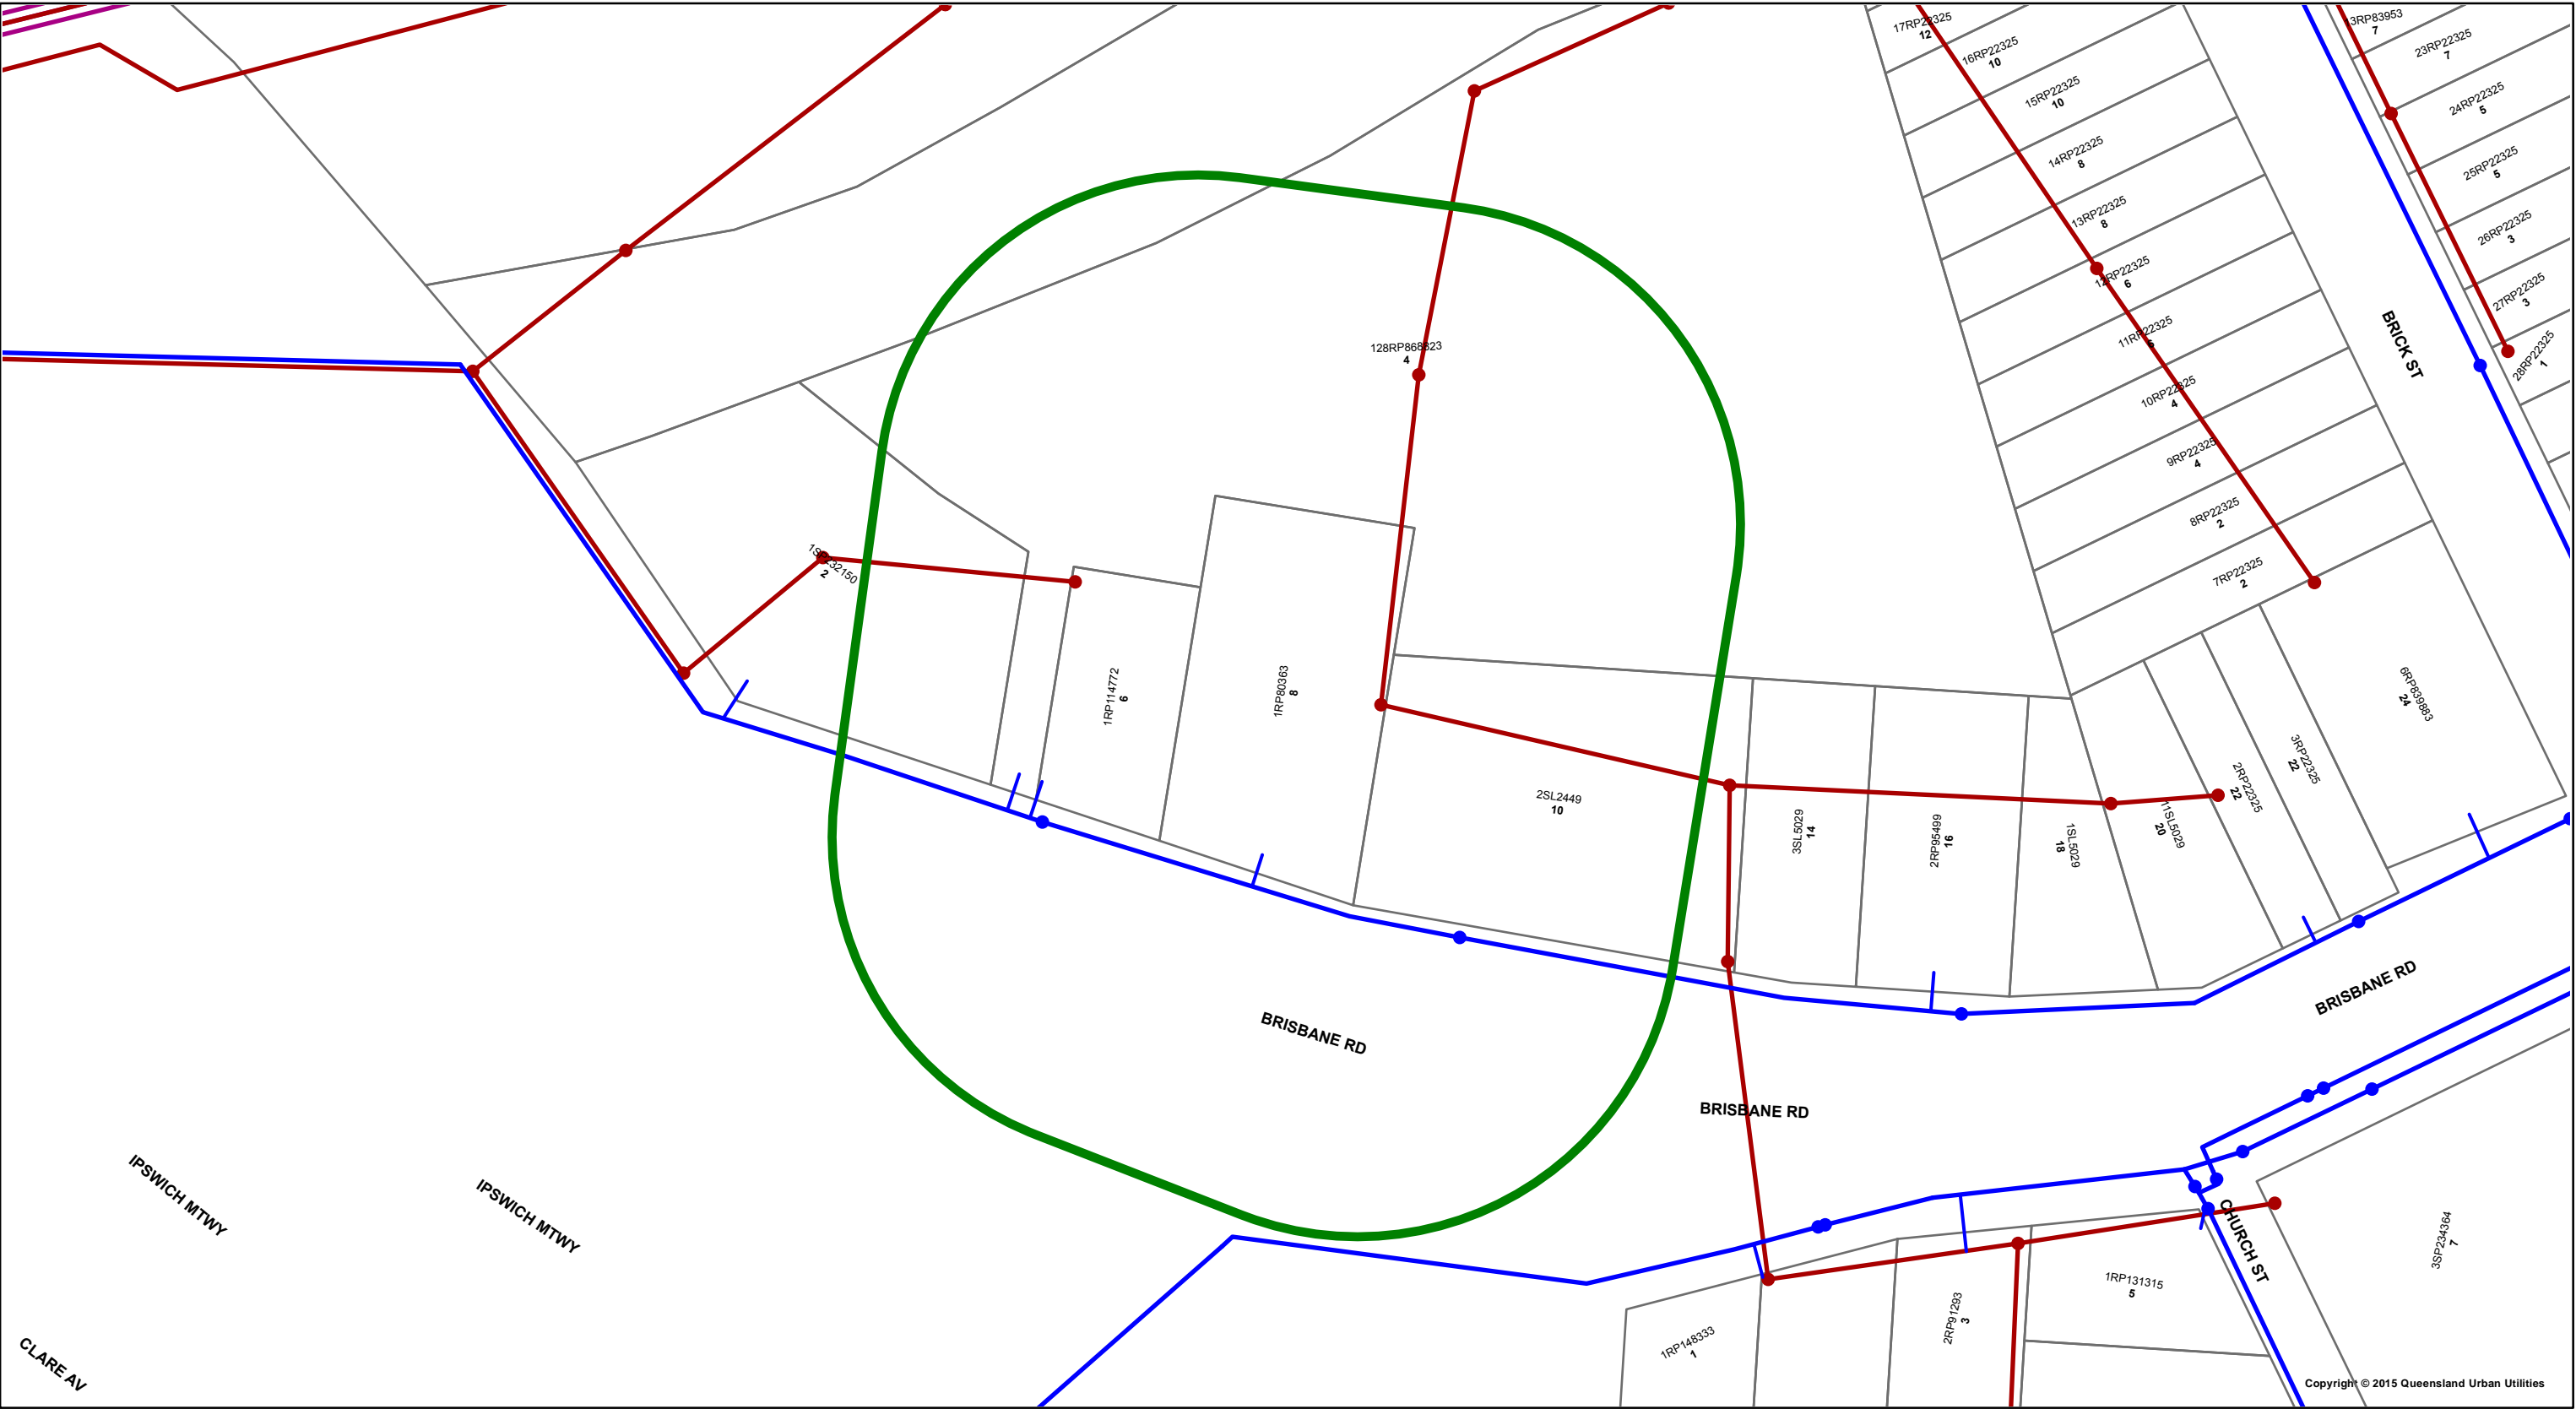 17RP22325
12
16RP22325
10
15RP22325
10
14RP22325
8
13RP22325
8
12RP22325
6
11RP22325
6
10RP22325
4
9RP22325
4
8RP22325
2
7RP22325
2
3RP83953
7
23RP22325
7
24RP22325
5
25RP22325
5
26RP22325
3
27RP22325
3
28RP22325
1
BRICK ST
128RP868823
4
1SP232150
2
1RP114772
6
1RP80363
8
2SL2449
10
3SL5029
14
2RP95499
16
1SL5029
18
11SL5029
20
2RP22325
22
3RP22325
22
6RP839883
24
BRISBANE RD
BRISBANE RD
BRISBANE RD
IPSWICH MTWY
IPSWICH MTWY
CLARE AV
CHURCH ST
1RP148333
1
2RP91293
3
1RP131315
5
3SP234364
7
Copyright © 2015 Queensland Urban Utilities